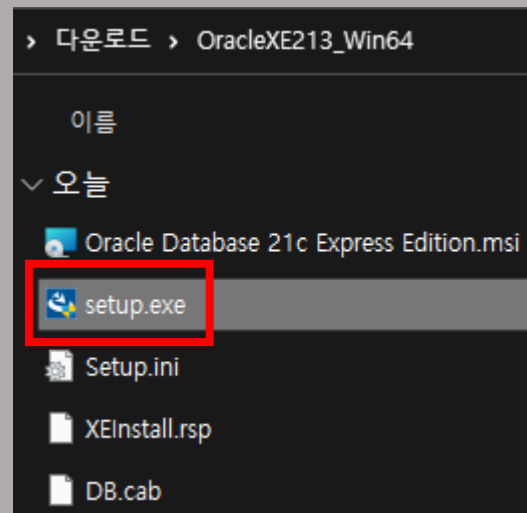 > 다운로드 > OracleXE213_Win64
이름
오늘
Oracle Database 21c Express Edition.msi
setup.exe
Setup.ini
XEInstall.rsp
DB.cab